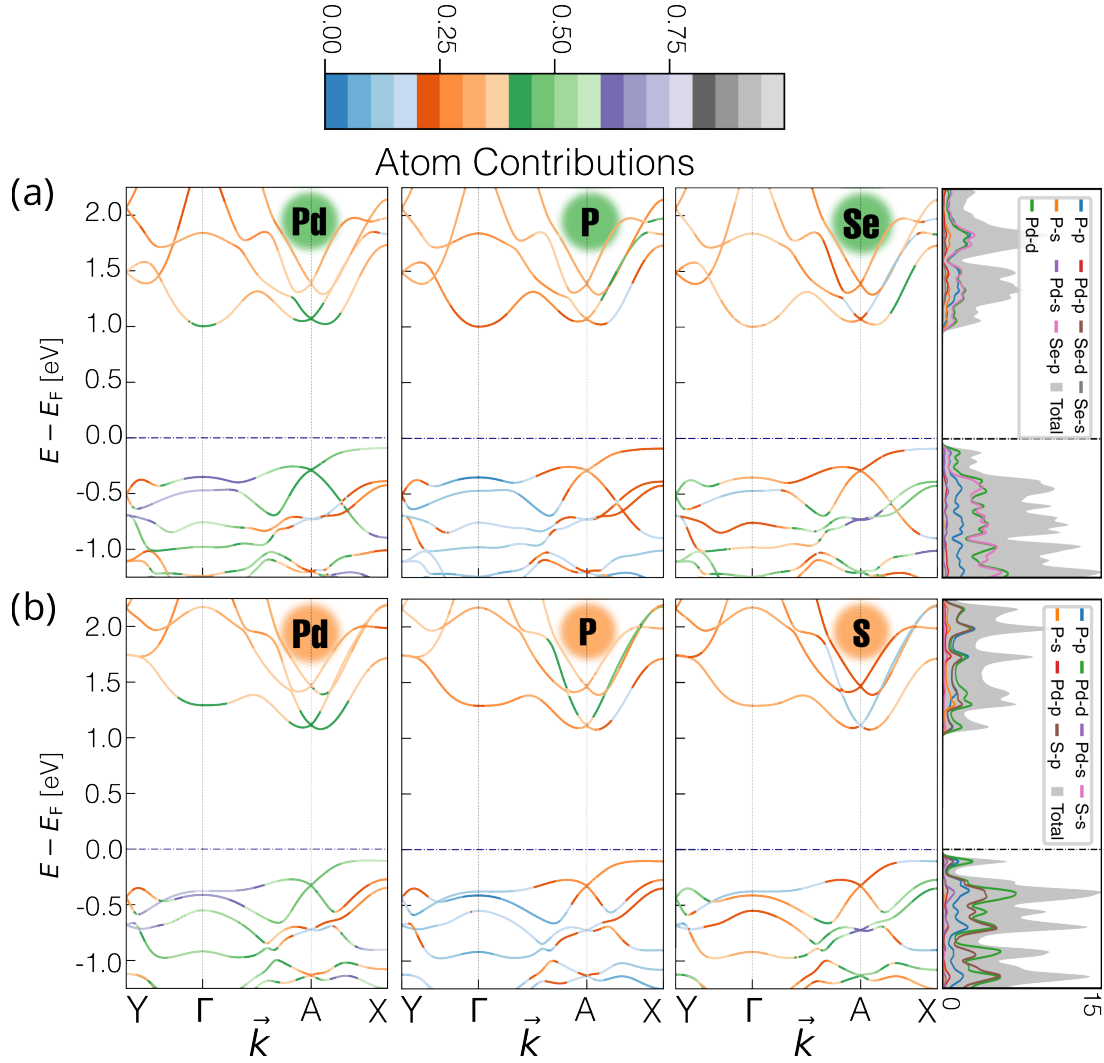 0.00 0.25 0.50 0.75
Atom Contributions
(a)
Pd P Se
2.0
1.5
1.0
0.5
0.0
-0.5
-1.0
E − E_F [eV]
P-p Pd-p Se-d Se-s
P-s Pd-s Se-p Total
Pd-d
(b)
Pd P S
2.0
1.5
1.0
0.5
0.0
-0.5
-1.0
E − E_F [eV]
P-p Pd-d Pd-s S-s
P-s Pd-p S-p Total
Y Γ A X
k⃗
k⃗
k⃗
Y Γ A X
Y Γ A X
0 15